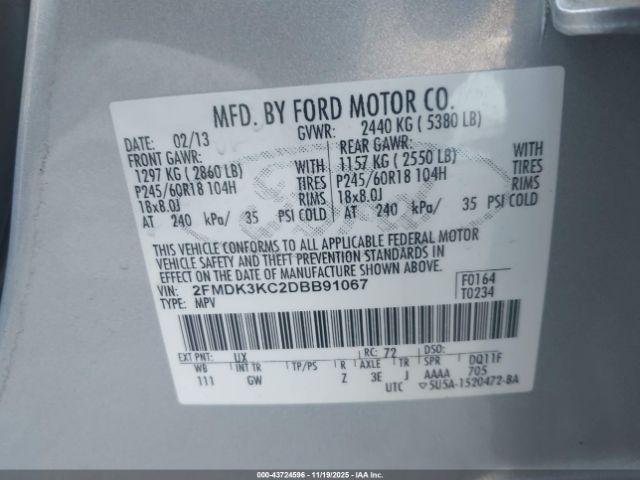 MFD. BY FORD MOTOR CO.
DATE: 02/13 GVWR: 2440 KG ( 5380 LB)
FRONT GAWR: REAR GAWR:
1297 KG ( 2860 LB) WITH 1157 KG ( 2550 LB) WITH
P245/60R18 104H TIRES P245/60R18 104H TIRES
18x8.0J RIMS 18x8.0J RIMS
AT 240 kPa/ 35 PSI COLD AT 240 kPa/ 35 PSI COLD
THIS VEHICLE CONFORMS TO ALL APPLICABLE FEDERAL MOTOR
VEHICLE SAFETY AND THEFT PREVENTION STANDARDS IN
EFFECT ON THE DATE OF MANUFACTURE SHOWN ABOVE.
VIN: 2FMDK3KC2DBB91067 F0164
TYPE: MPV T0234
EXT PNT: UX RC: 72 DSO:
WB INT TR TP/PS R AXLE TR SPR DQ11F
111 GW Z 3E J AAAA 705
UTC ▽5U5A-1520472-BA
000-43724596 - 11/19/2025 - IAAI.COM